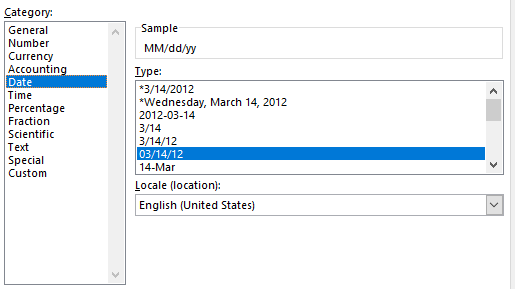 Category:
General
Number
Currency
Accounting
Date
Time
Percentage
Fraction
Scientific
Text
Special
Custom
Sample
MM/dd/yy
Type:
*3/14/2012
*Wednesday, March 14, 2012
2012-03-14
3/14
3/14/12
03/14/12
14-Mar
Locale (location):
English (United States)